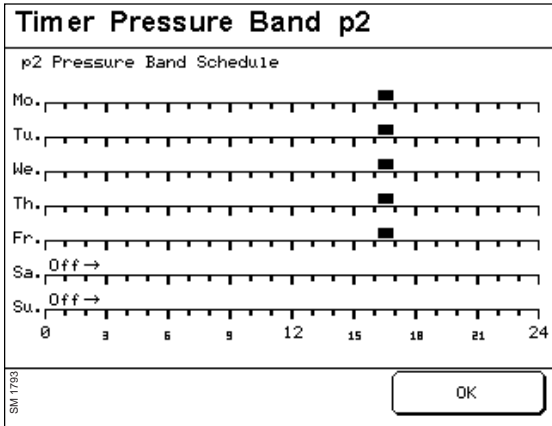 Timer Pressure Band p2
p2 Pressure Band Schedule
Mo.
Tu.
We.
Th.
Fr.
Sa. Off→
Su. Off→
0 3 6 9 12 15 18 21 24
SM 1793
OK